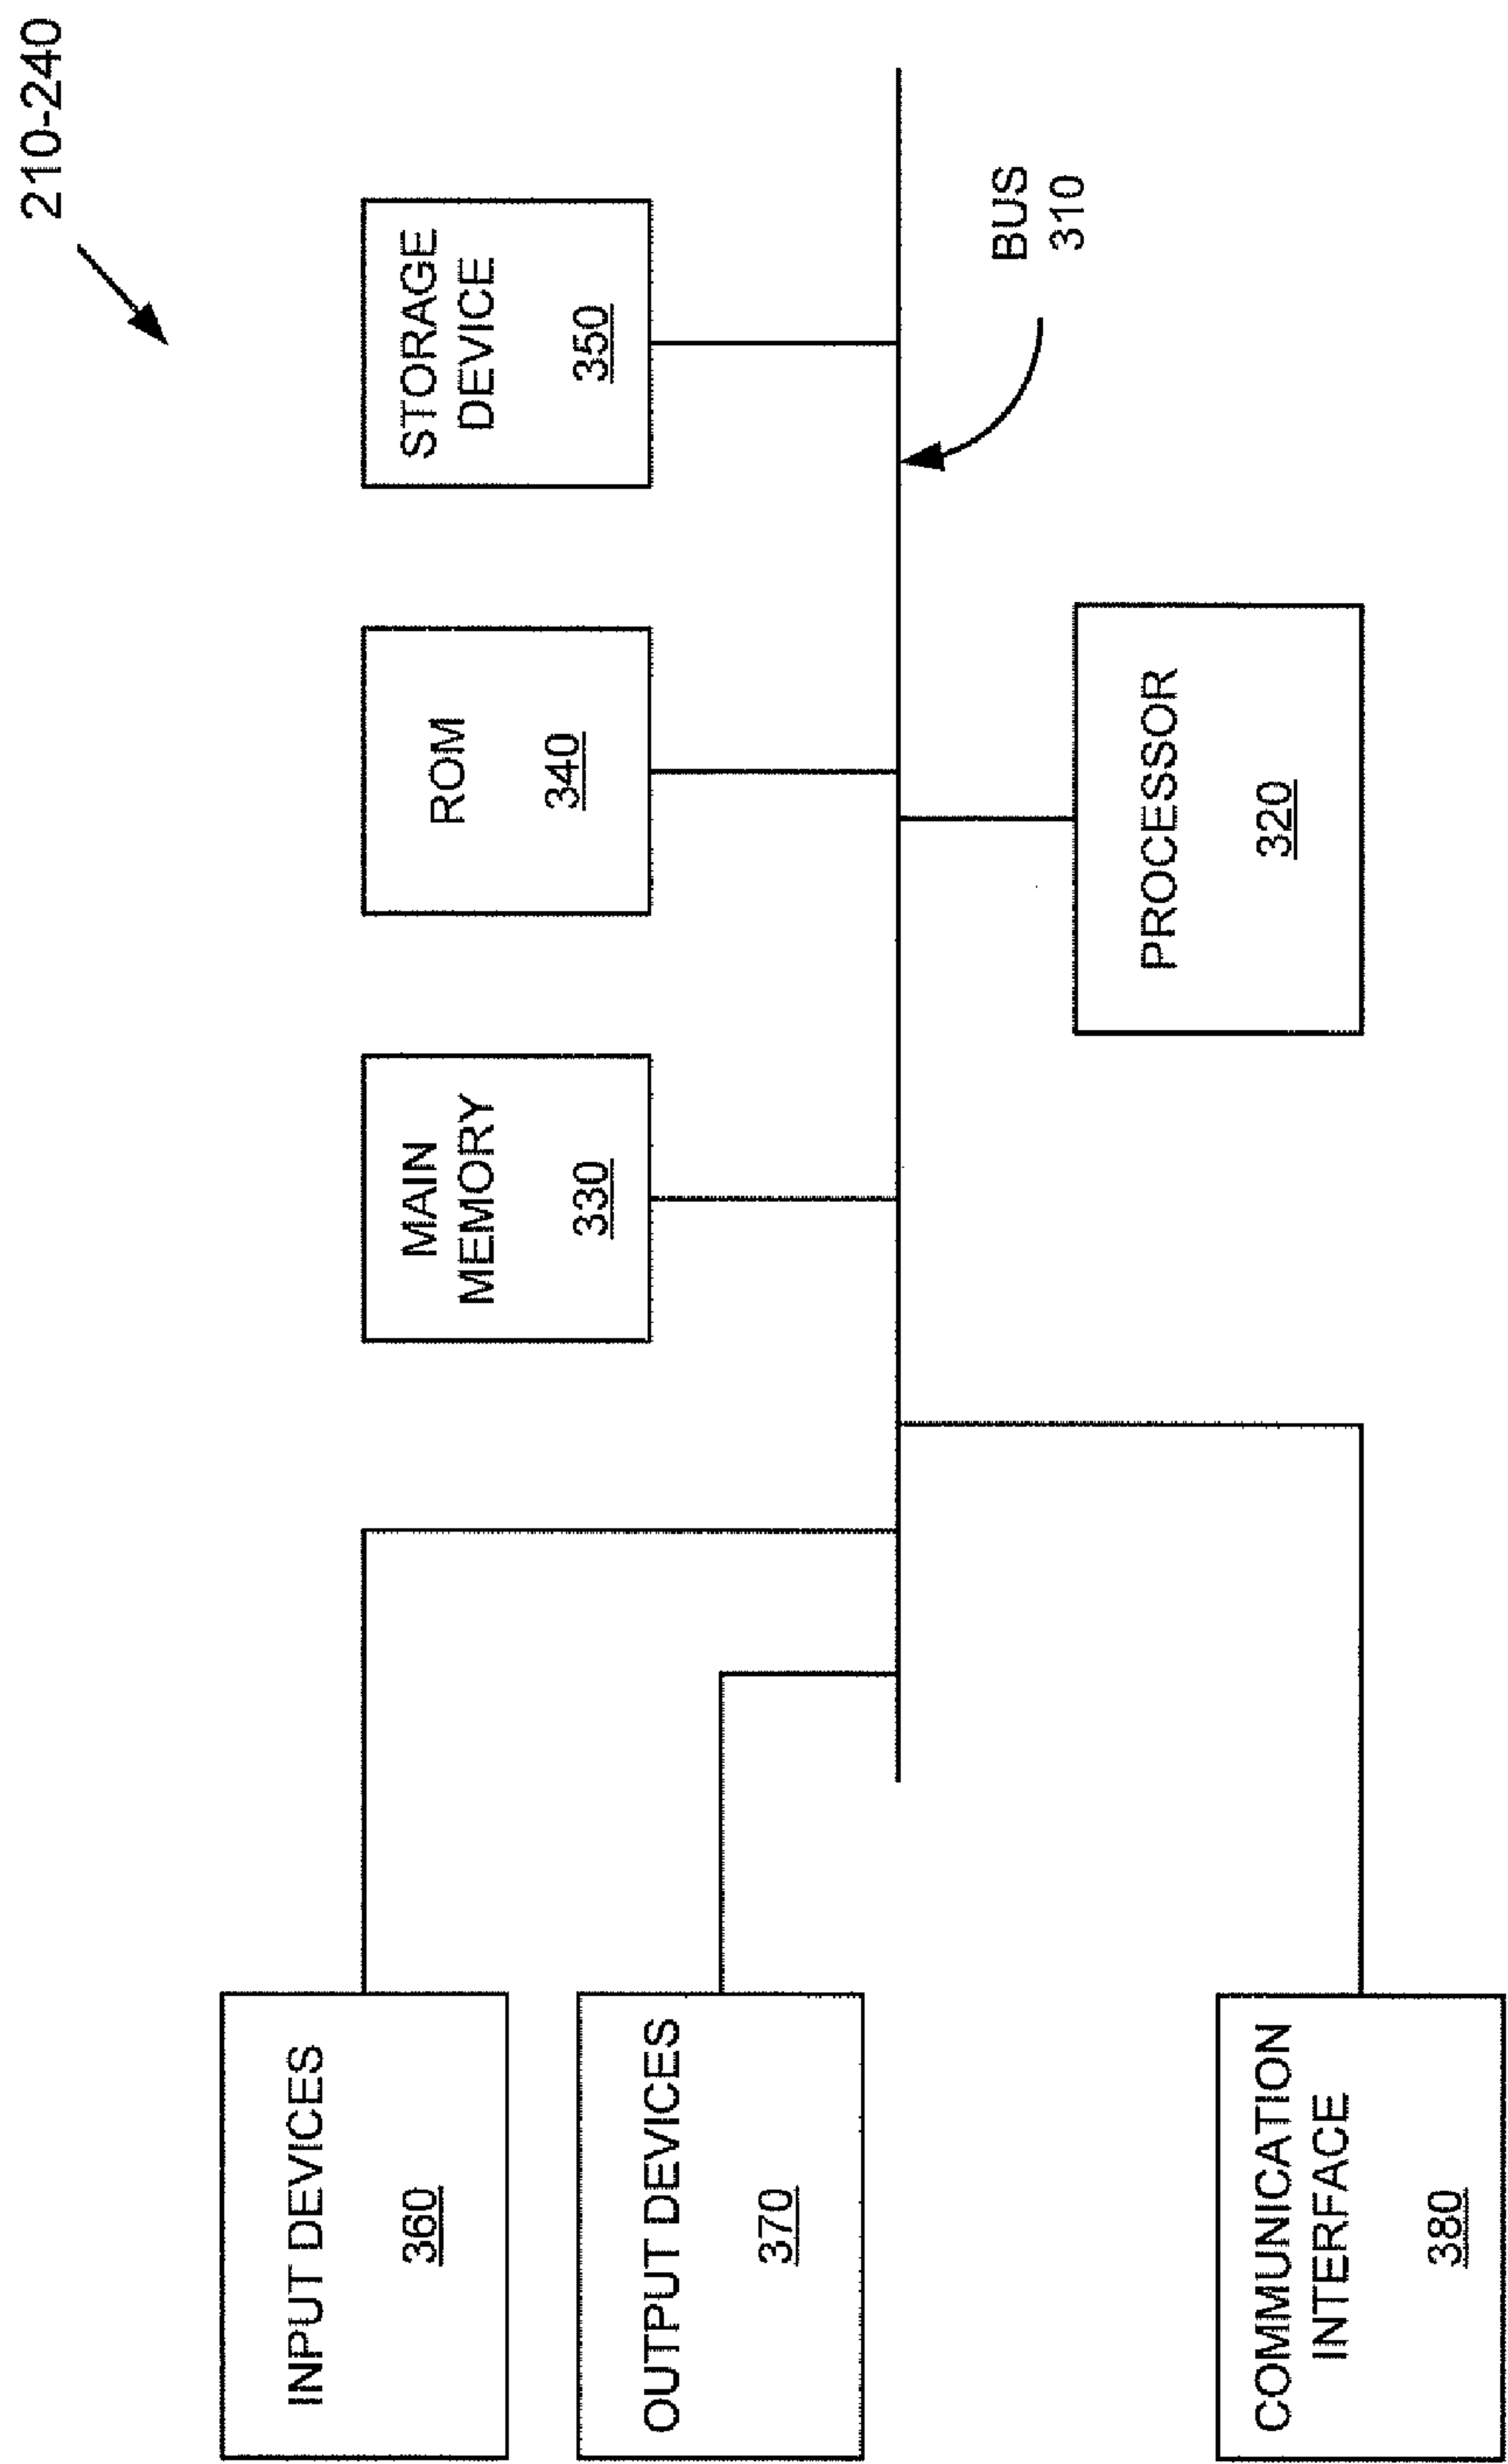 210-240
INPUT DEVICES
360
OUTPUT DEVICES
370
COMMUNICATION
INTERFACE
380
MAIN
MEMORY
330
ROM
340
STORAGE
DEVICE
350
BUS
310
PROCESSOR
320